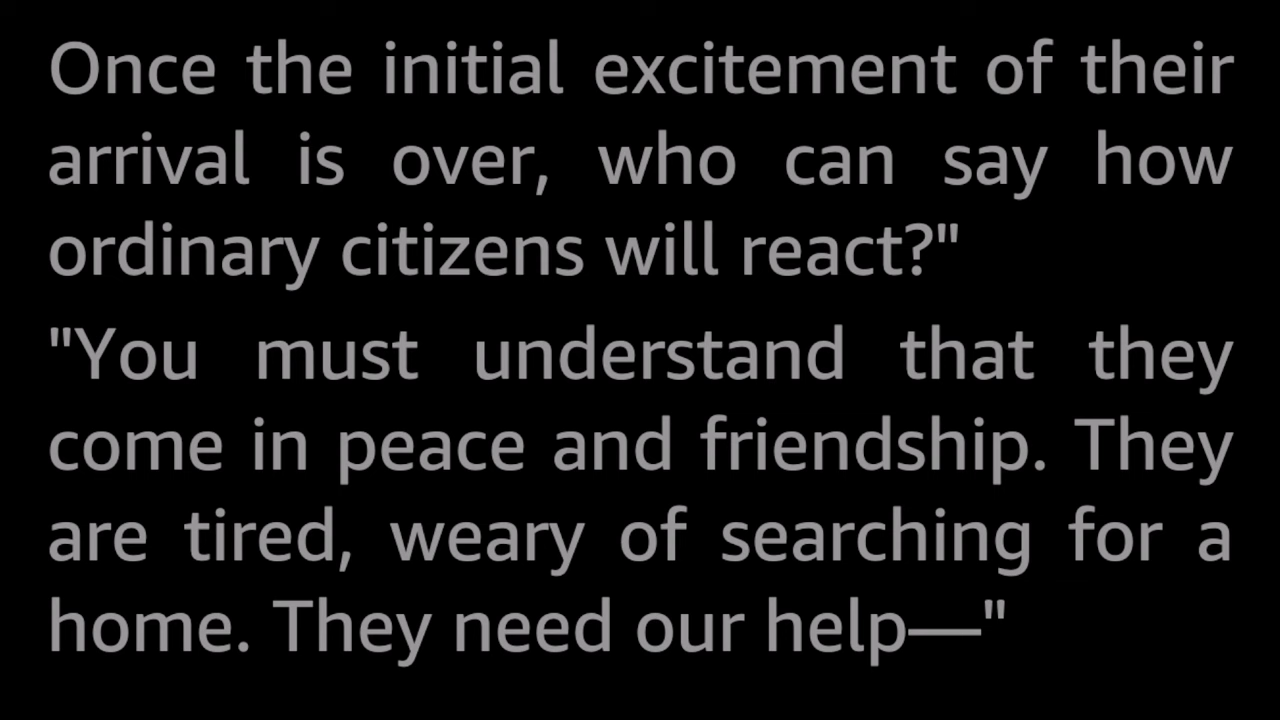 Once the initial excitement of their
arrival is over, who can say how
ordinary citizens will react?"
"You must understand that they
come in peace and friendship. They
are tired, weary of searching for a
home. They need our help—"